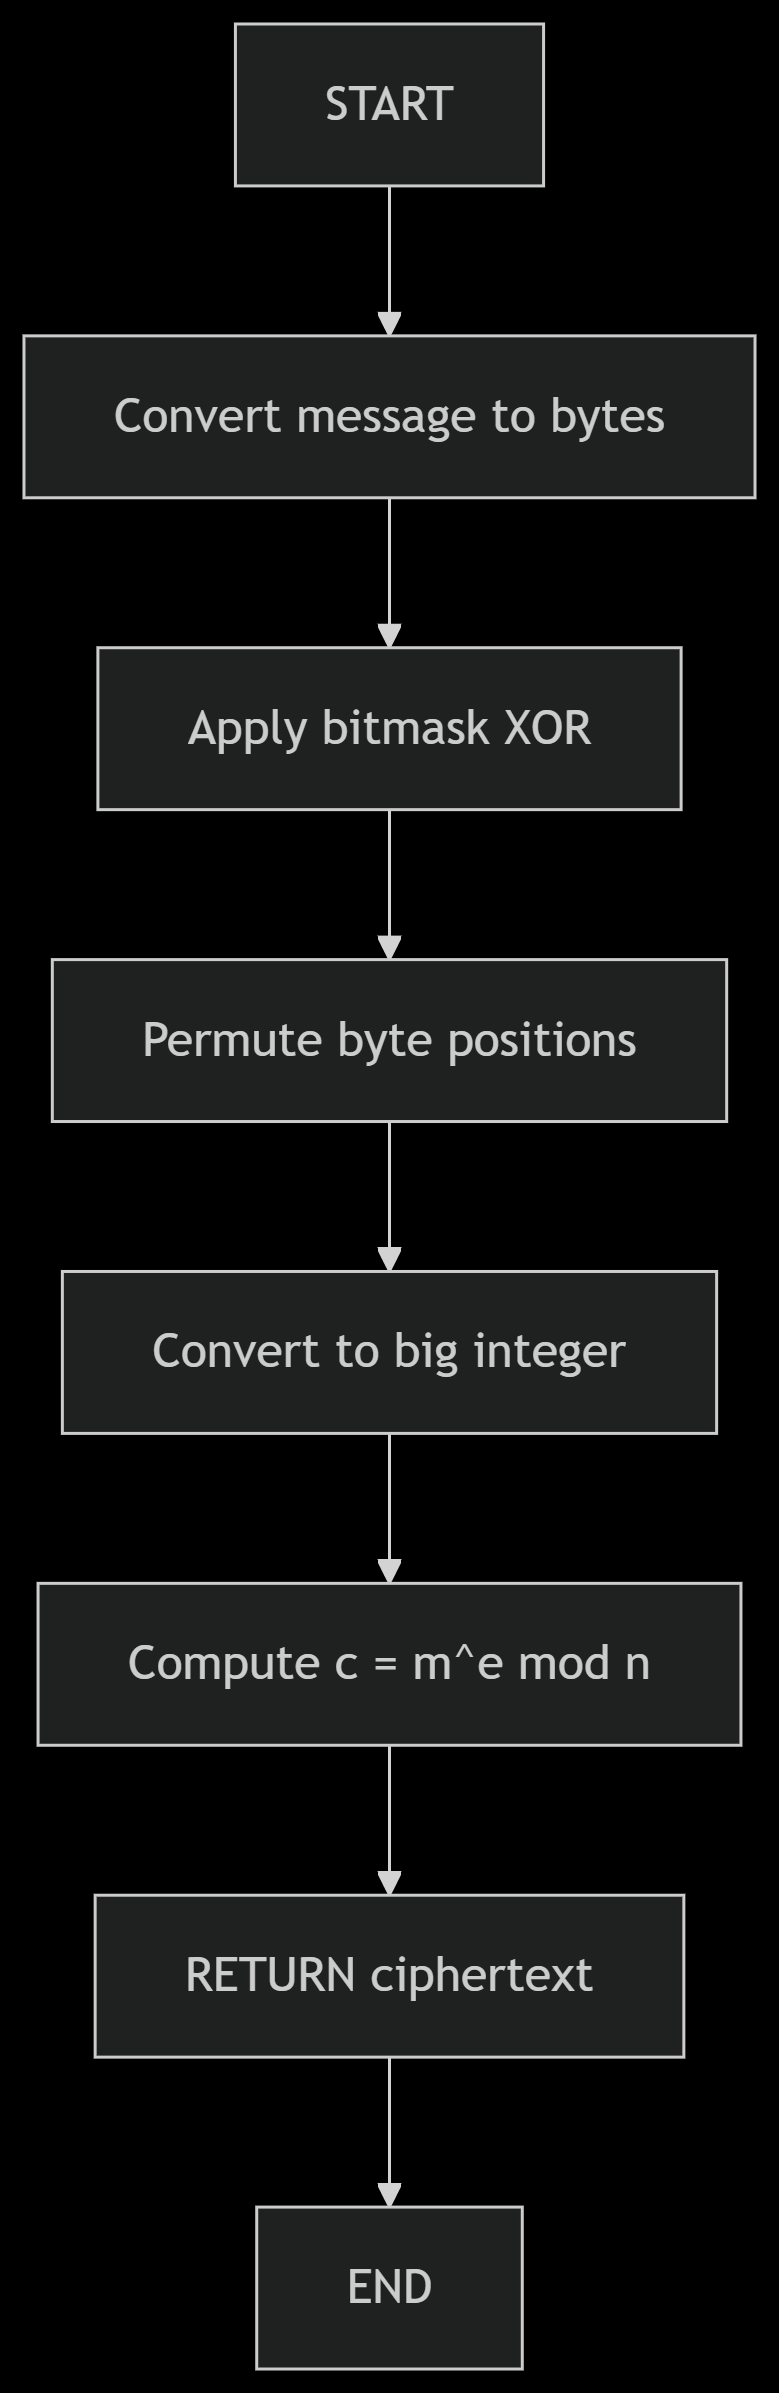 START
Convert message to bytes
Apply bitmask XOR
Permute byte positions
Convert to big integer
Compute c = m^e mod n
RETURN ciphertext
END